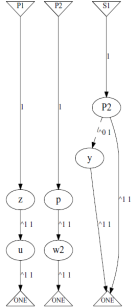 P1 P2 S1
1
P2
1 1 ^0 1
y
z p ^1 1
^1 1 ^1 1 ^1 1
u w2
^1 1 ^1 1
ONE ONE ONE